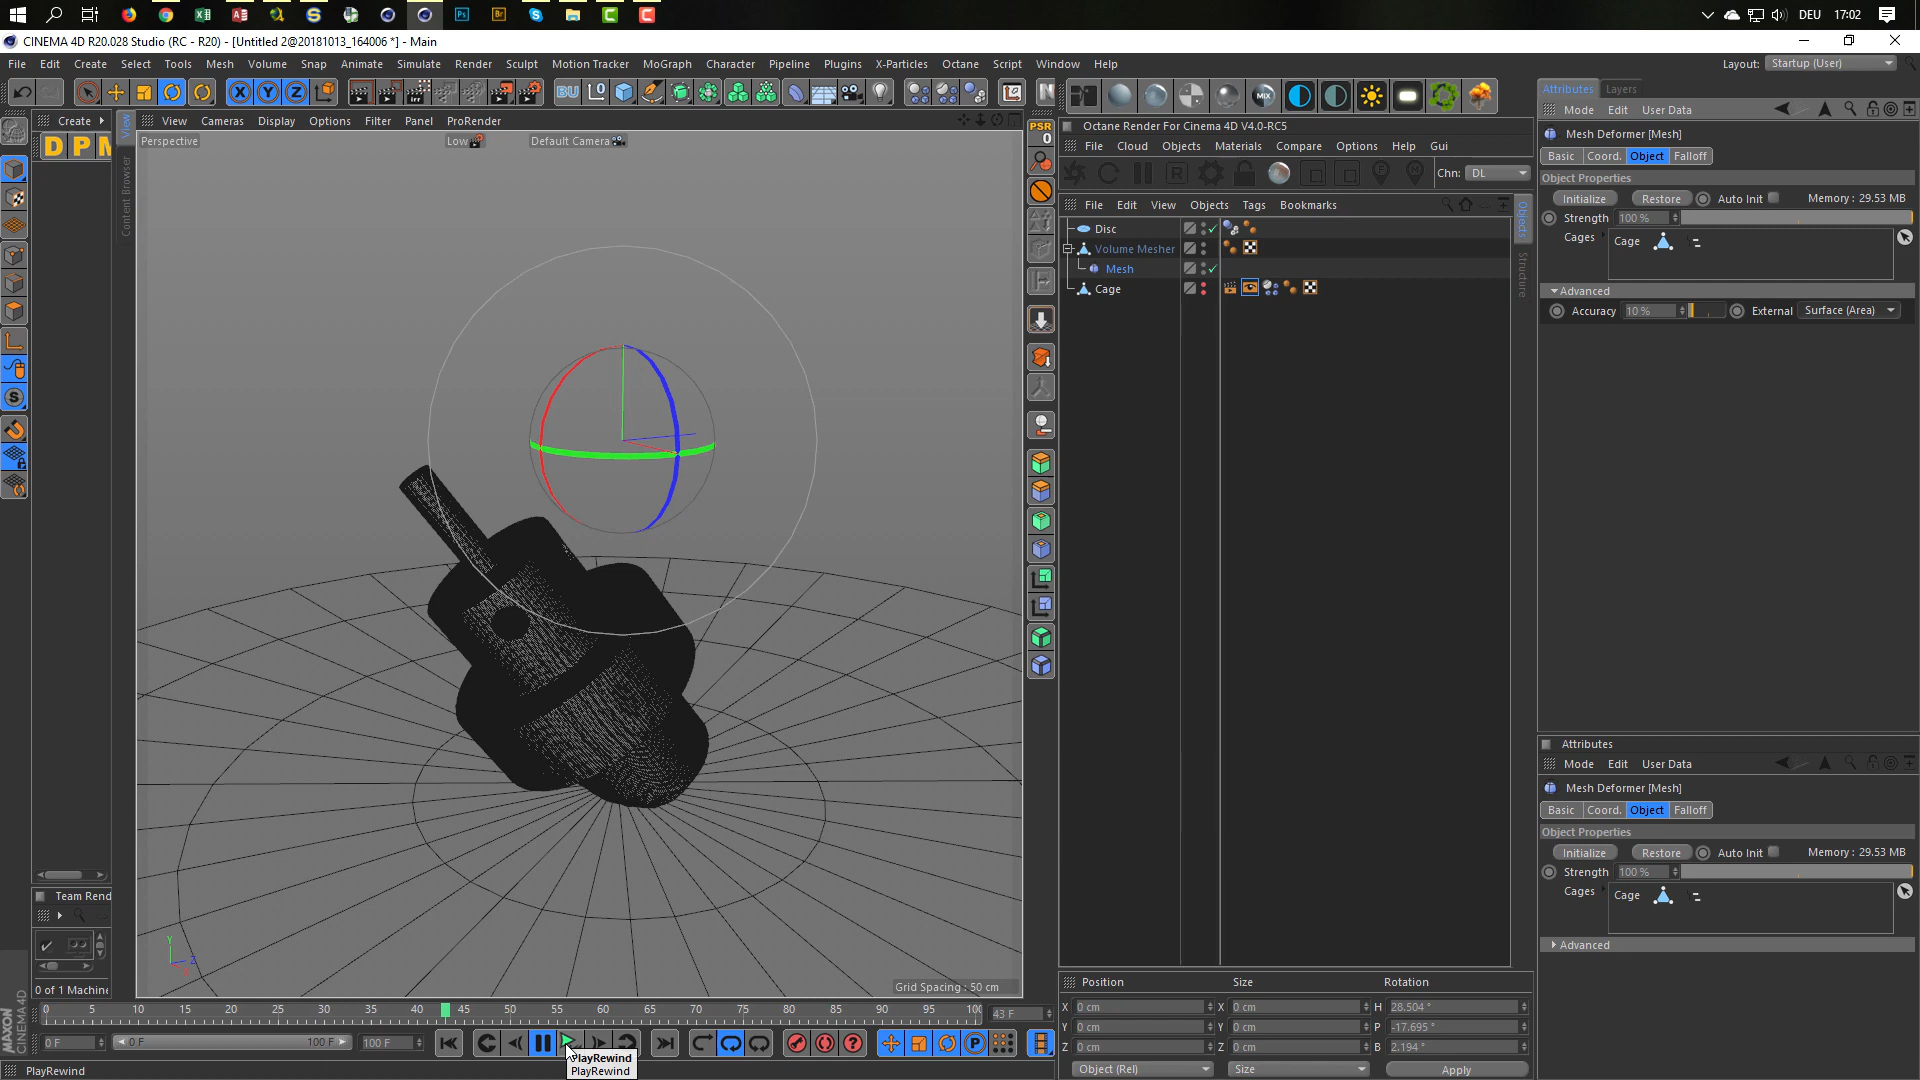 DEU
17:02
CINEMA 4D R20.028 Studio (RC - R20) - [Untitled 2@20181013_164006 *] - Main
File Edit Create Select Tools Mesh Volume Snap Animate Simulate Render Sculpt Motion Tracker MoGraph Character Pipeline Plugins X-Particles Octane Script Window Help
Layout: Startup (User)
PSR
0
Create
View Cameras Display Options Filter Panel ProRender
View
Content Browser
Perspective
Low
Default Camera
Octane Render For Cinema 4D V4.0-RC5
File Cloud Objects Materials Compare Options Help Gui
Chn: DL
File Edit View Objects Tags Bookmarks
Disc
Volume Mesher
Mesh
Cage
Objects
Structure
Attributes Layers
Mode Edit User Data
Mesh Deformer [Mesh]
Basic Coord. Object Falloff
Object Properties
Initialize Restore Auto Init Memory : 29.53 MB
Strength 100 %
Cages Cage
Advanced
Accuracy 10 % External Surface (Area)
Attributes
Mode Edit User Data
Mesh Deformer [Mesh]
Basic Coord. Object Falloff
Object Properties
Initialize Restore Auto Init Memory : 29.53 MB
Strength 100 %
Cages Cage
Advanced
Team Rend
0 of 1 Machine
Grid Spacing : 50 cm
0 5 10 15 20 25 30 35 40 45 50 55 60 65 70 75 80 85 90 95 100
43 F
0 F
0 F
100 F
100 F
PlayRewind
PlayRewind
PlayRewind
Position Size Rotation
X 0 cm X 0 cm H 28.504 °
Y 0 cm Y 0 cm P -17.695 °
Z 0 cm Z 0 cm B 2.194 °
Object (Rel) Size Apply
MAXON
CINEMA 4D